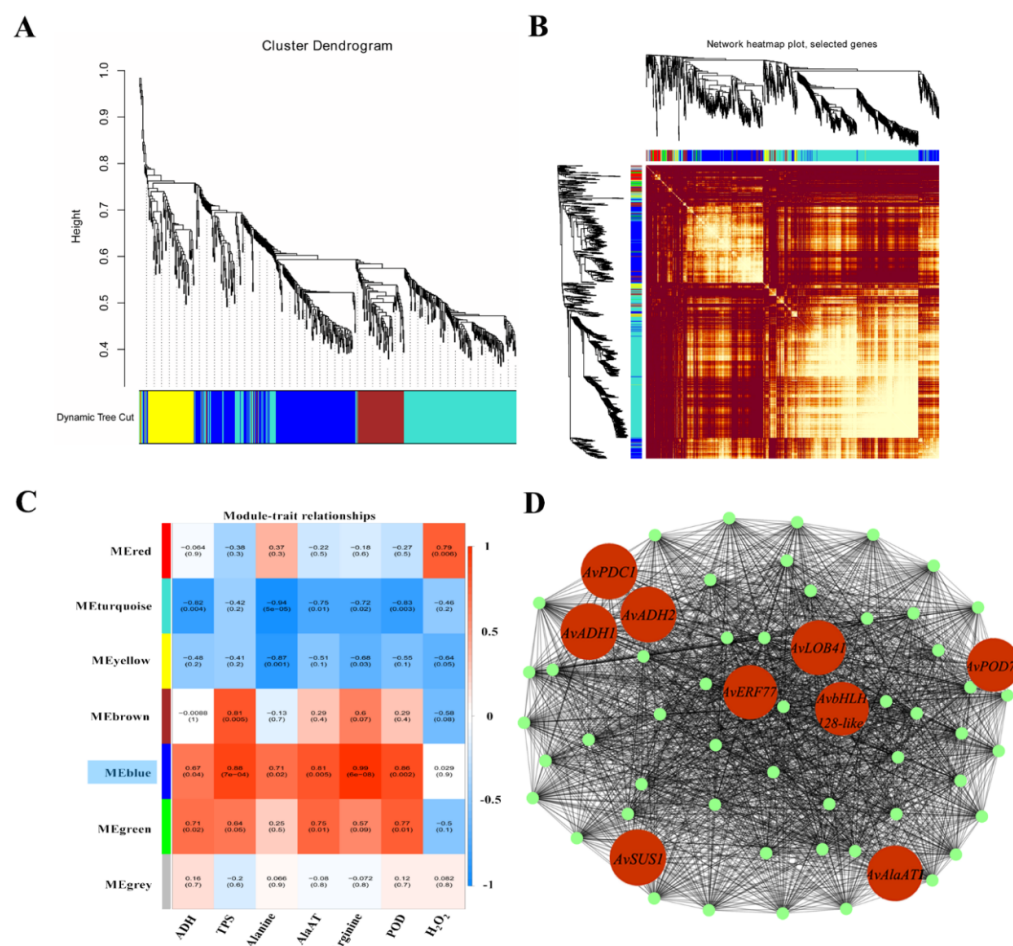 A
Cluster Dendrogram
Height
1.0
0.9
0.8
0.7
0.6
0.5
0.4
Dynamic Tree Cut
B
Network heatmap plot, selected genes
C
Module-trait relationships
MEred
−0.064 −0.38 0.37 −0.22 −0.18 −0.27 0.79
(0.9) (0.3) (0.3) (0.5) (0.6) (0.5) (0.006)
MEturquoise
−0.82 −0.42 −0.94 −0.75 −0.72 −0.83 −0.46
(0.004) (0.2) (5e−05) (0.01) (0.02) (0.003) (0.2)
MEyellow
−0.48 −0.41 −0.87 −0.51 −0.68 −0.55 −0.64
(0.2) (0.2) (0.001) (0.1) (0.03) (0.1) (0.05)
MEbrown
−0.0088 0.81 −0.13 0.29 0.6 0.29 −0.58
(1) (0.005) (0.7) (0.4) (0.07) (0.4) (0.08)
MEblue
0.67 0.88 0.71 0.81 0.98 0.86 0.029
(0.04) (7e−04) (0.02) (0.005) (0.002) (0.9)
MEgreen
0.71 0.64 0.25 0.75 0.57 0.77 −0.5
(0.02) (0.05) (0.5) (0.01) (0.09) (0.01) (0.1)
MEgrey
0.16 −0.2 0.066 −0.08 −0.072 0.12 0.082
(0.7) (0.6) (0.9) (0.8) (0.8) (0.7) (0.8)
ADH
TPS
Alanine
AlaAT
rginine
POD
H₂O₂
1
0.5
0
-0.5
-1
D
AvPDC1
AvADH2
AvADH1
AvLOB41
AvPOD7
AvERF77
AvbHLH
128-like
AvSUS1